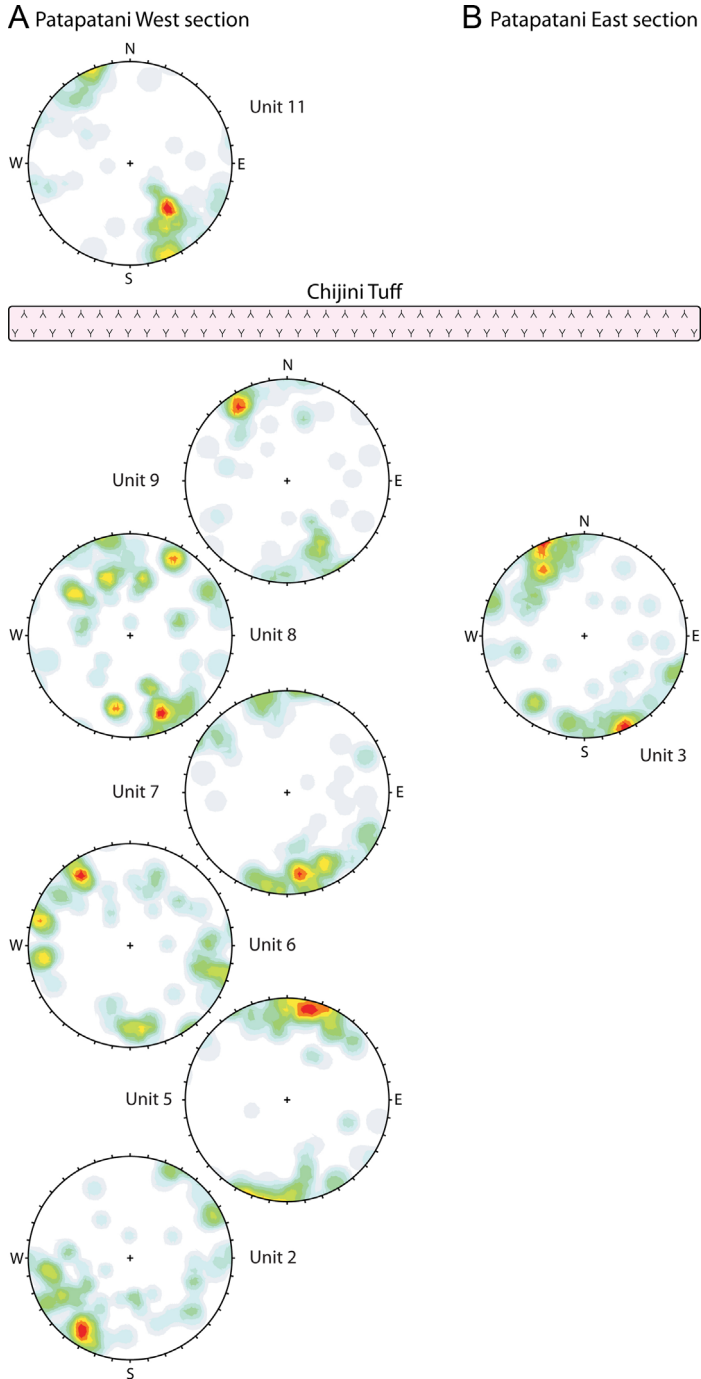 A Patapatani West section
B Patapatani East section
N
Unit 11
W
E
S
Chijini Tuff
N
Unit 9
E
N
W
Unit 8
W
E
S
Unit 3
Unit 7
E
W
Unit 6
Unit 5
E
W
Unit 2
S